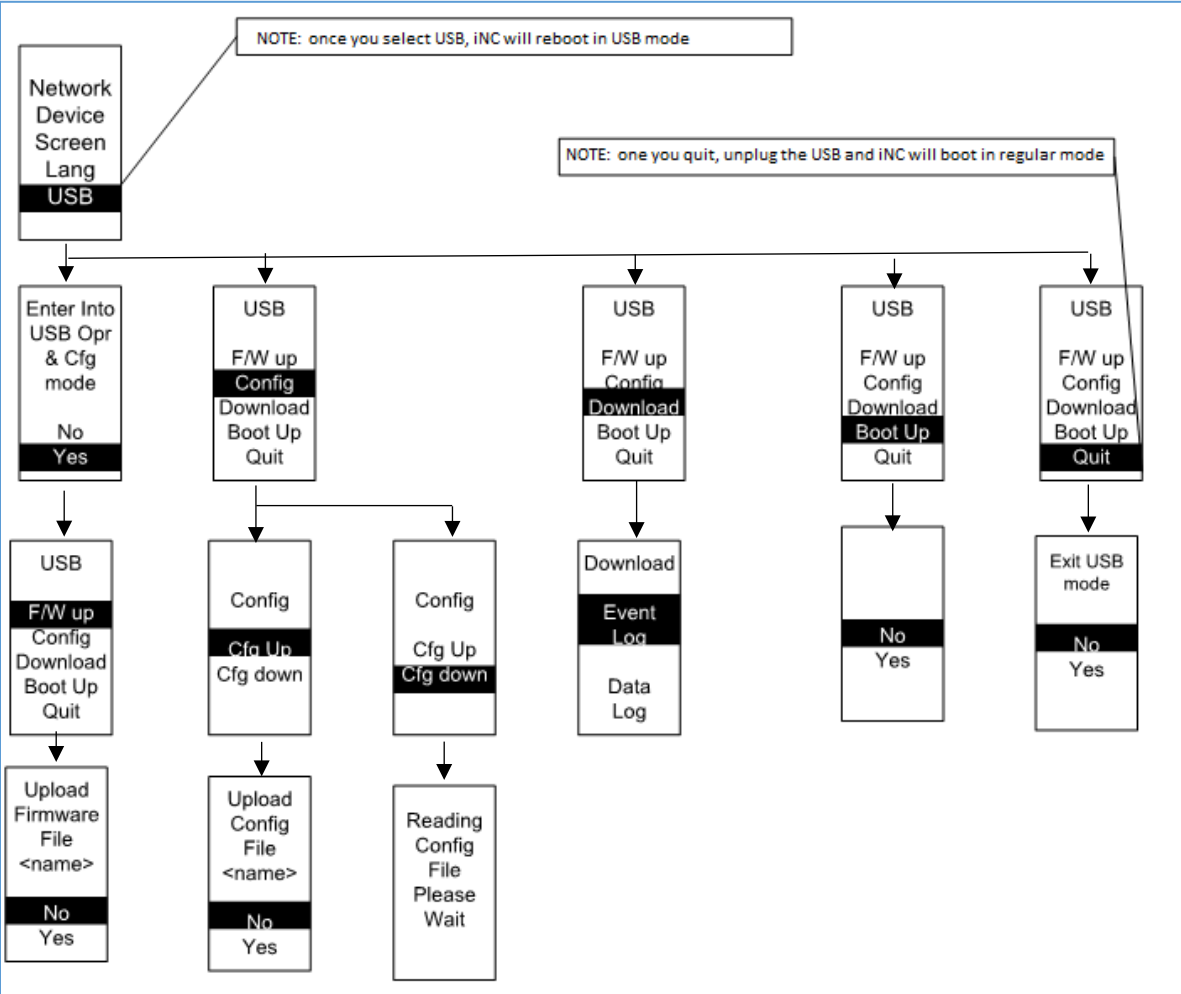 NOTE: once you select USB, iNC will reboot in USB mode
Network
Device
Screen
Lang
USB
NOTE: one you quit, unplug the USB and iNC will boot in regular mode
Enter Into
USB Opr
& Cfg
mode
No
Yes
USB
F/W up
Config
Download
Boot Up
Quit
USB
F/W up
Config
Download
Boot Up
Quit
USB
F/W up
Config
Download
Boot Up
Quit
USB
F/W up
Config
Download
Boot Up
Quit
USB
F/W up
Config
Download
Boot Up
Quit
Config
Cfg Up
Cfg down
Config
Cfg Up
Cfg down
Download
Event
Log
Data
Log
No
Yes
Exit USB
mode
No
Yes
Upload
Firmware
File
<name>
No
Yes
Upload
Config
File
<name>
No
Yes
Reading
Config
File
Please
Wait